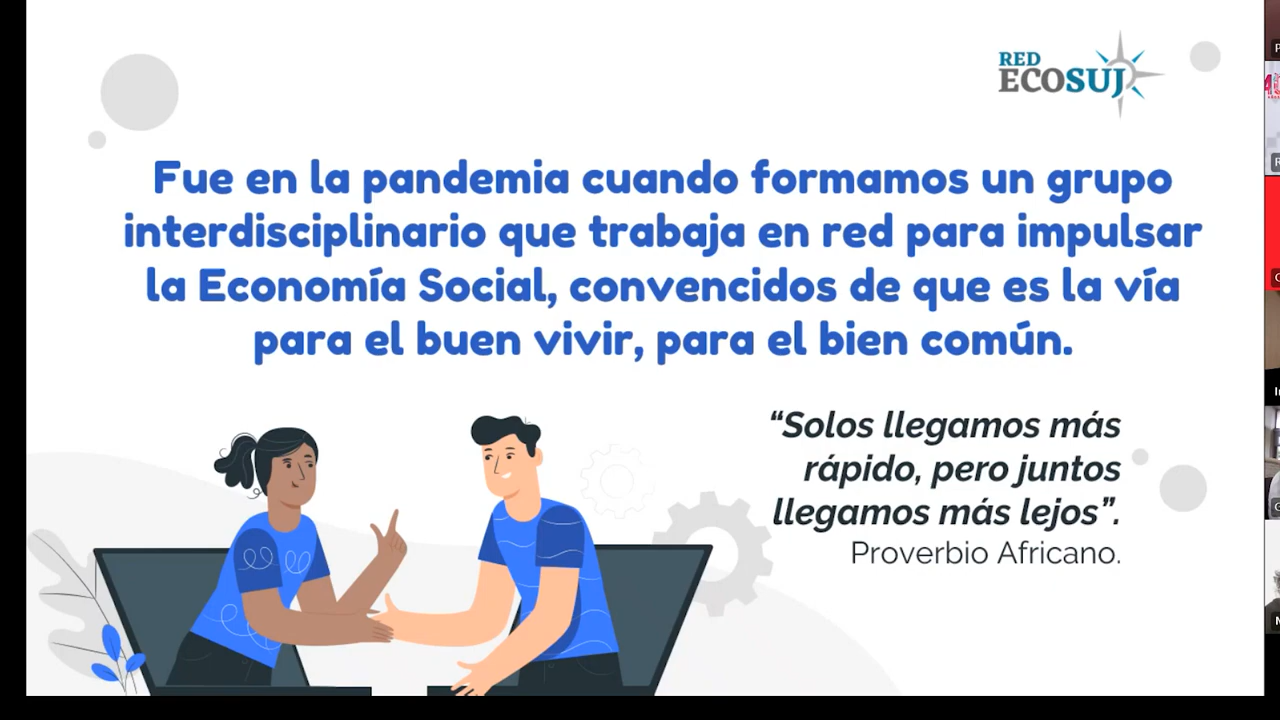 RED
ECOSUJ
Fue en la pandemia cuando formamos un grupo
interdisciplinario que trabaja en red para impulsar
la Economía Social, convencidos de que es la vía
para el buen vivir, para el bien común.
“Solos llegamos más
rápido, pero juntos
llegamos más lejos”.
Proverbio Africano.